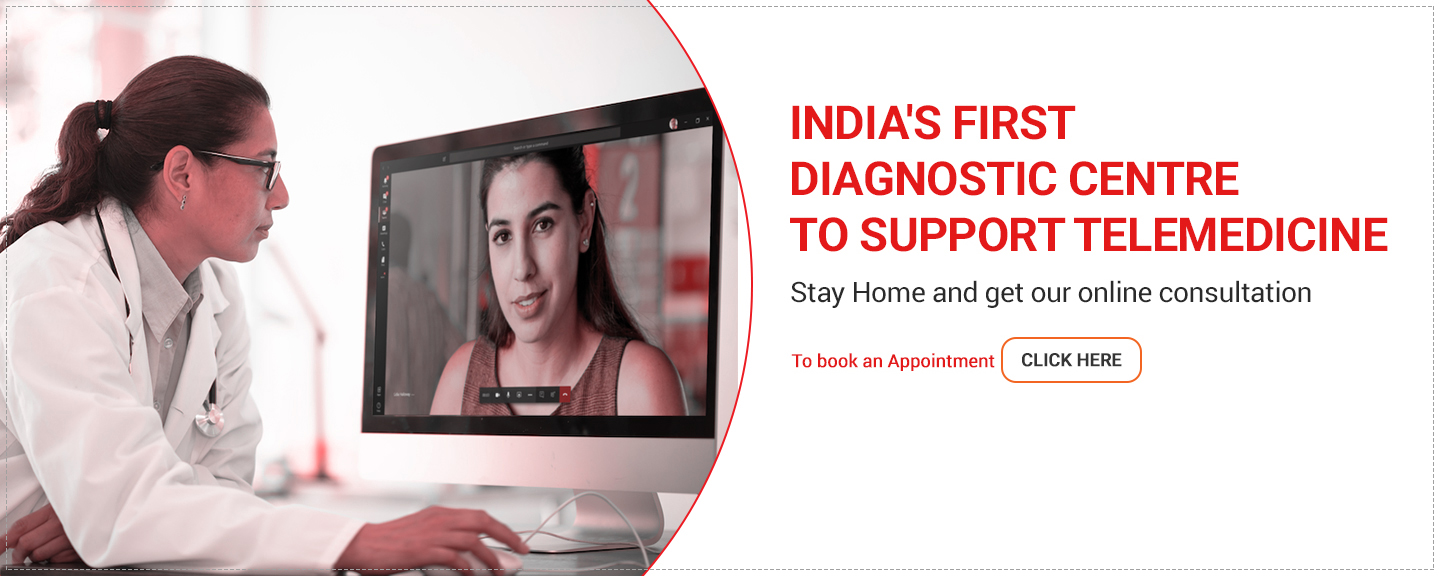 INDIA'S FIRST
DIAGNOSTIC CENTRE
TO SUPPORT TELEMEDICINE
Stay Home and get our online consultation
To book an Appointment CLICK HERE